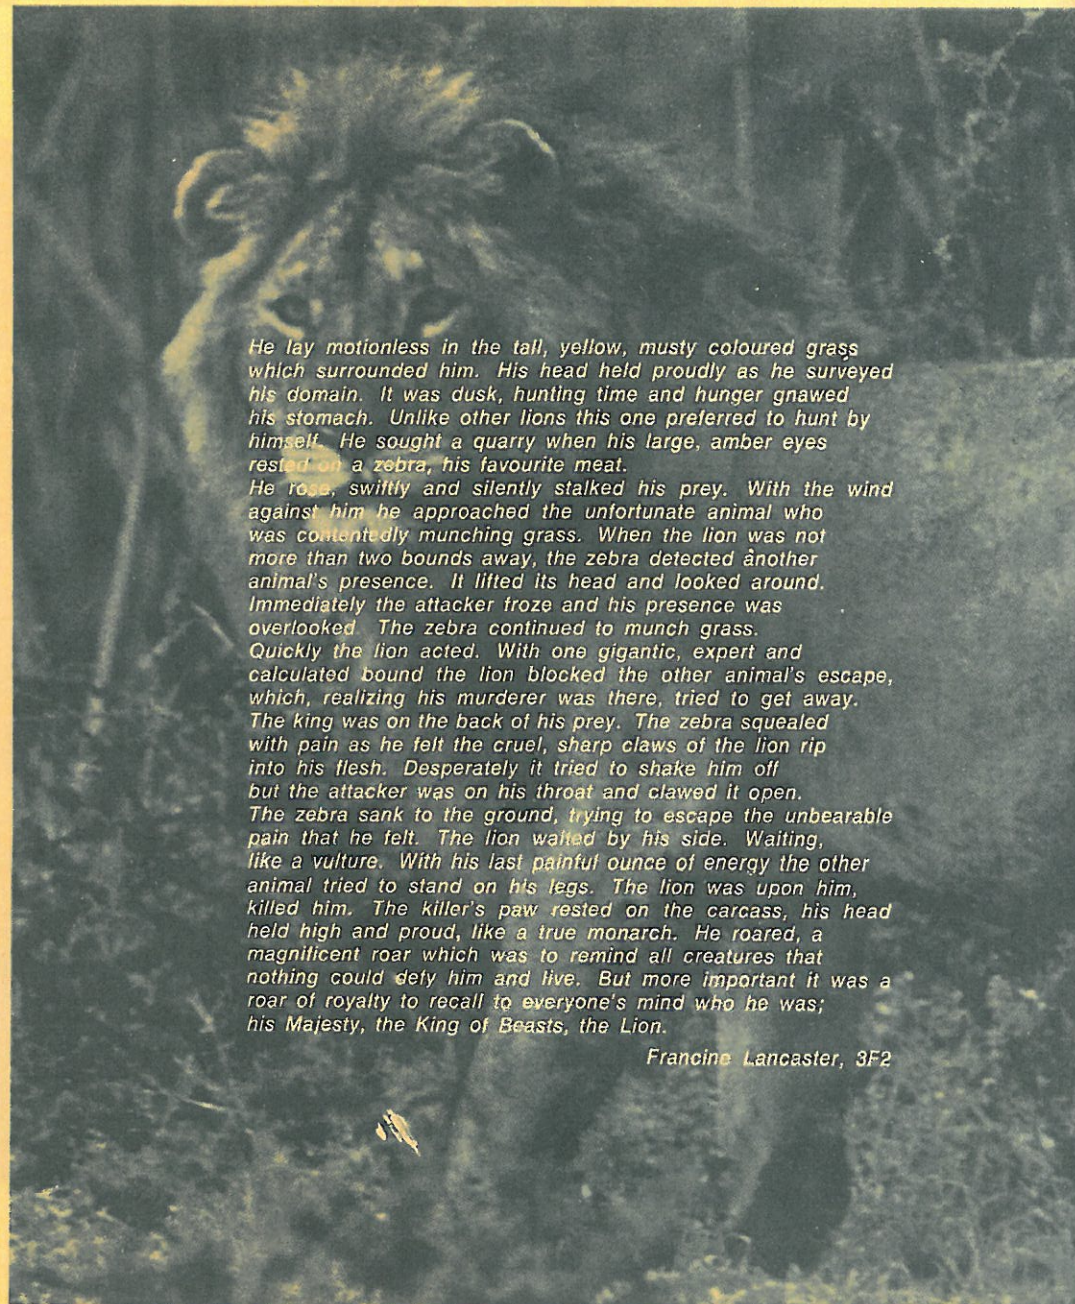 He lay motionless in the tall, yellow, musty coloured grass
which surrounded him. His head held proudly as he surveyed
his domain. It was dusk, hunting time and hunger gnawed
his stomach. Unlike other lions this one preferred to hunt by
himself. He sought a quarry when his large, amber eyes
rested on a zebra, his favourite meat.
He rose, swiftly and silently stalked his prey. With the wind
against him he approached the unfortunate animal who
was contentedly munching grass. When the lion was not
more than two bounds away, the zebra detected another
animal's presence. It lifted its head and looked around.
Immediately the attacker froze and his presence was
overlooked. The zebra continued to munch grass.
Quickly the lion acted. With one gigantic, expert and
calculated bound the lion blocked the other animal's escape,
which, realizing his murderer was there, tried to get away.
The king was on the back of his prey. The zebra squealed
with pain as he felt the cruel, sharp claws of the lion rip
into his flesh. Desperately it tried to shake him off
but the attacker was on his throat and clawed it open.
The zebra sank to the ground, trying to escape the unbearable
pain that he felt. The lion waited by his side. Waiting,
like a vulture. With his last painful ounce of energy the other
animal tried to stand on his legs. The lion was upon him,
killed him. The killer's paw rested on the carcass, his head
held high and proud, like a true monarch. He roared, a
magnificent roar which was to remind all creatures that
nothing could defy him and live. But more important it was a
roar of royalty to recall to everyone's mind who he was;
his Majesty, the King of Beasts, the Lion.
Francine Lancaster, 3F2